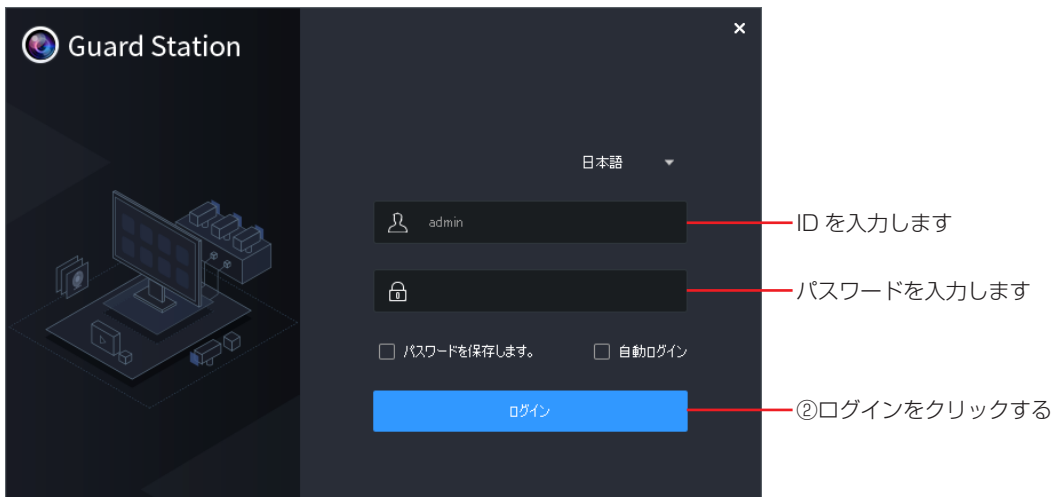 Guard Station
×
日本語
admin
IDを入力します
パスワードを入力します
パスワードを保存します。
自動ログイン
ログイン
②ログインをクリックする